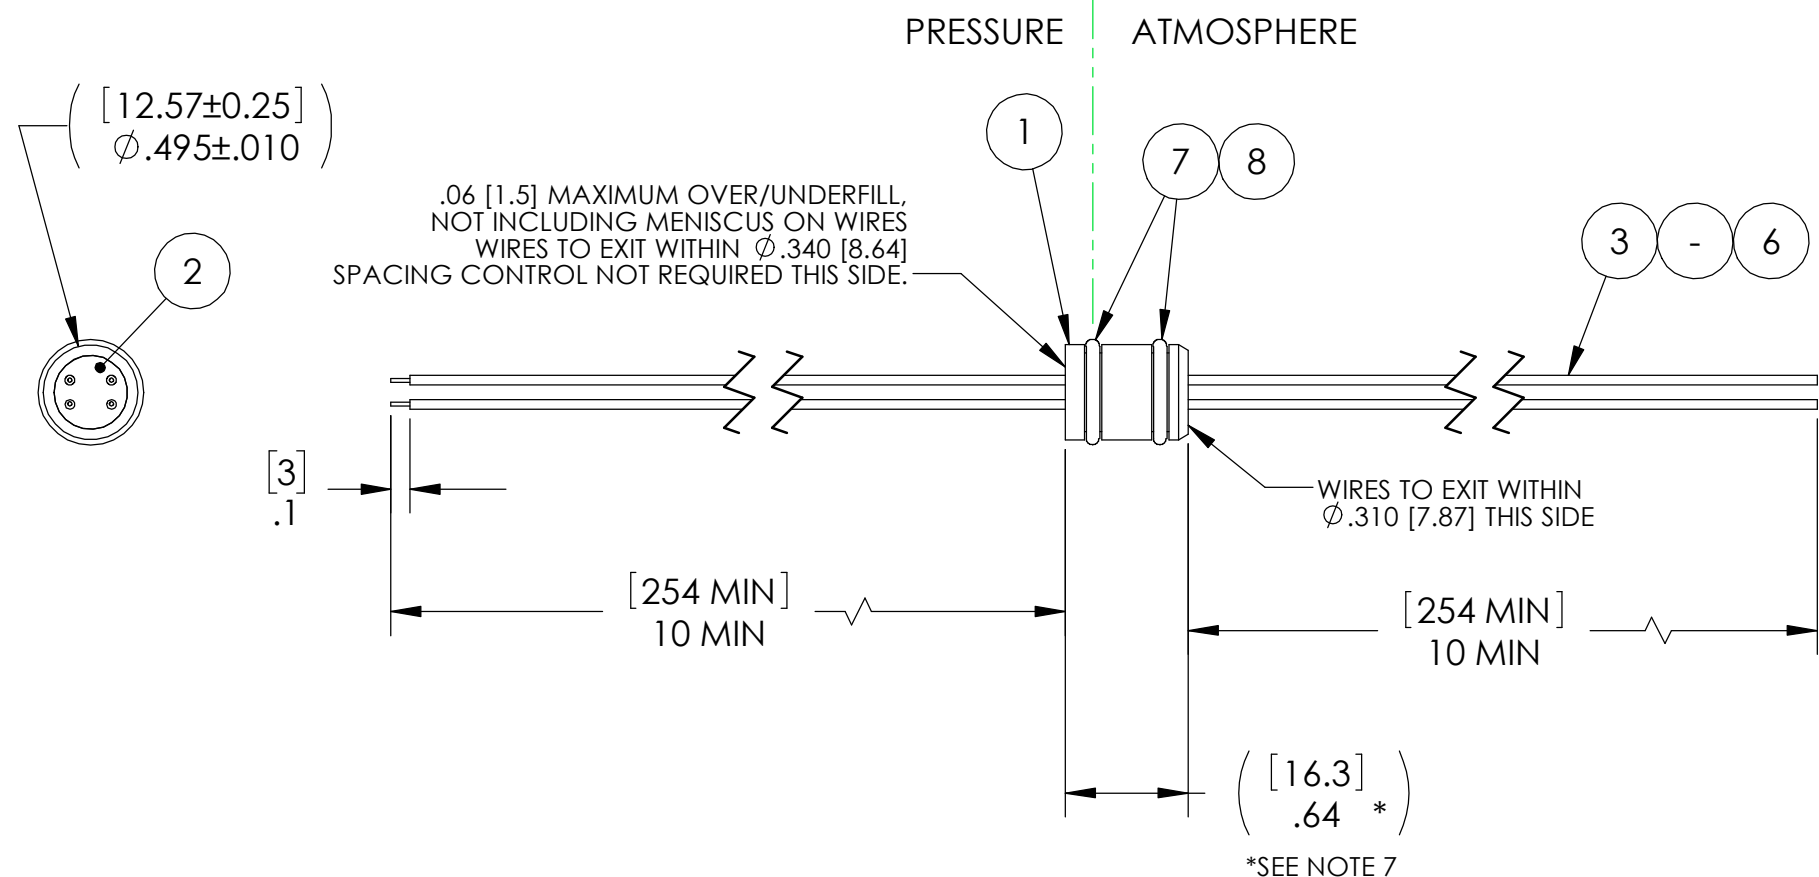 PRESSURE
ATMOSPHERE
[12.57±0.25]
∅.495±.010
1
7
8
.06 [1.5] MAXIMUM OVER/UNDERFILL,
NOT INCLUDING MENISCUS ON WIRES
WIRES TO EXIT WITHIN ∅.340 [8.64]
SPACING CONTROL NOT REQUIRED THIS SIDE.
3
-
6
2
[3]
.1
WIRES TO EXIT WITHIN
∅.310 [7.87] THIS SIDE
[254 MIN]
10 MIN
[254 MIN]
10 MIN
[16.3]
.64 *
*SEE NOTE 7